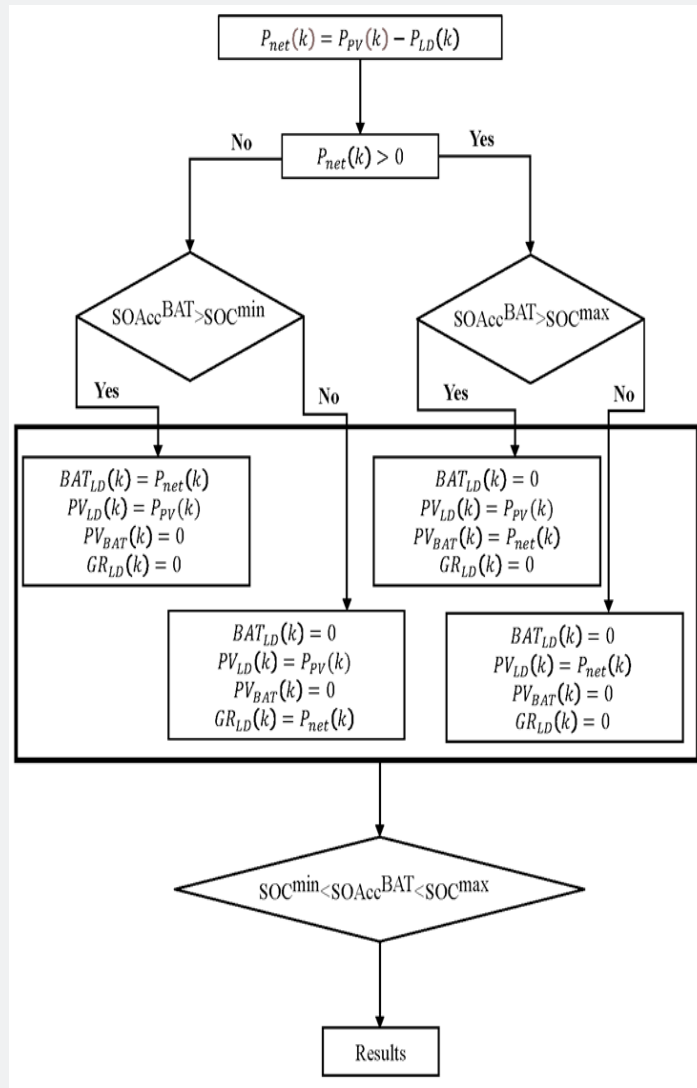 P_net(k) = P_PV(k) − P_LD(k)
No
Yes
P_net(k) > 0
SOAcc^BAT>SOC^min
SOAcc^BAT>SOC^max
Yes
No
Yes
No
BAT_LD(k) = P_net(k)
PV_LD(k) = P_PV(k)
PV_BAT(k) = 0
GR_LD(k) = 0
BAT_LD(k) = 0
PV_LD(k) = P_PV(k)
PV_BAT(k) = P_net(k)
GR_LD(k) = 0
BAT_LD(k) = 0
PV_LD(k) = P_PV(k)
PV_BAT(k) = 0
GR_LD(k) = P_net(k)
BAT_LD(k) = 0
PV_LD(k) = P_net(k)
PV_BAT(k) = 0
GR_LD(k) = 0
SOC^min<SOAcc^BAT<SOC^max
Results